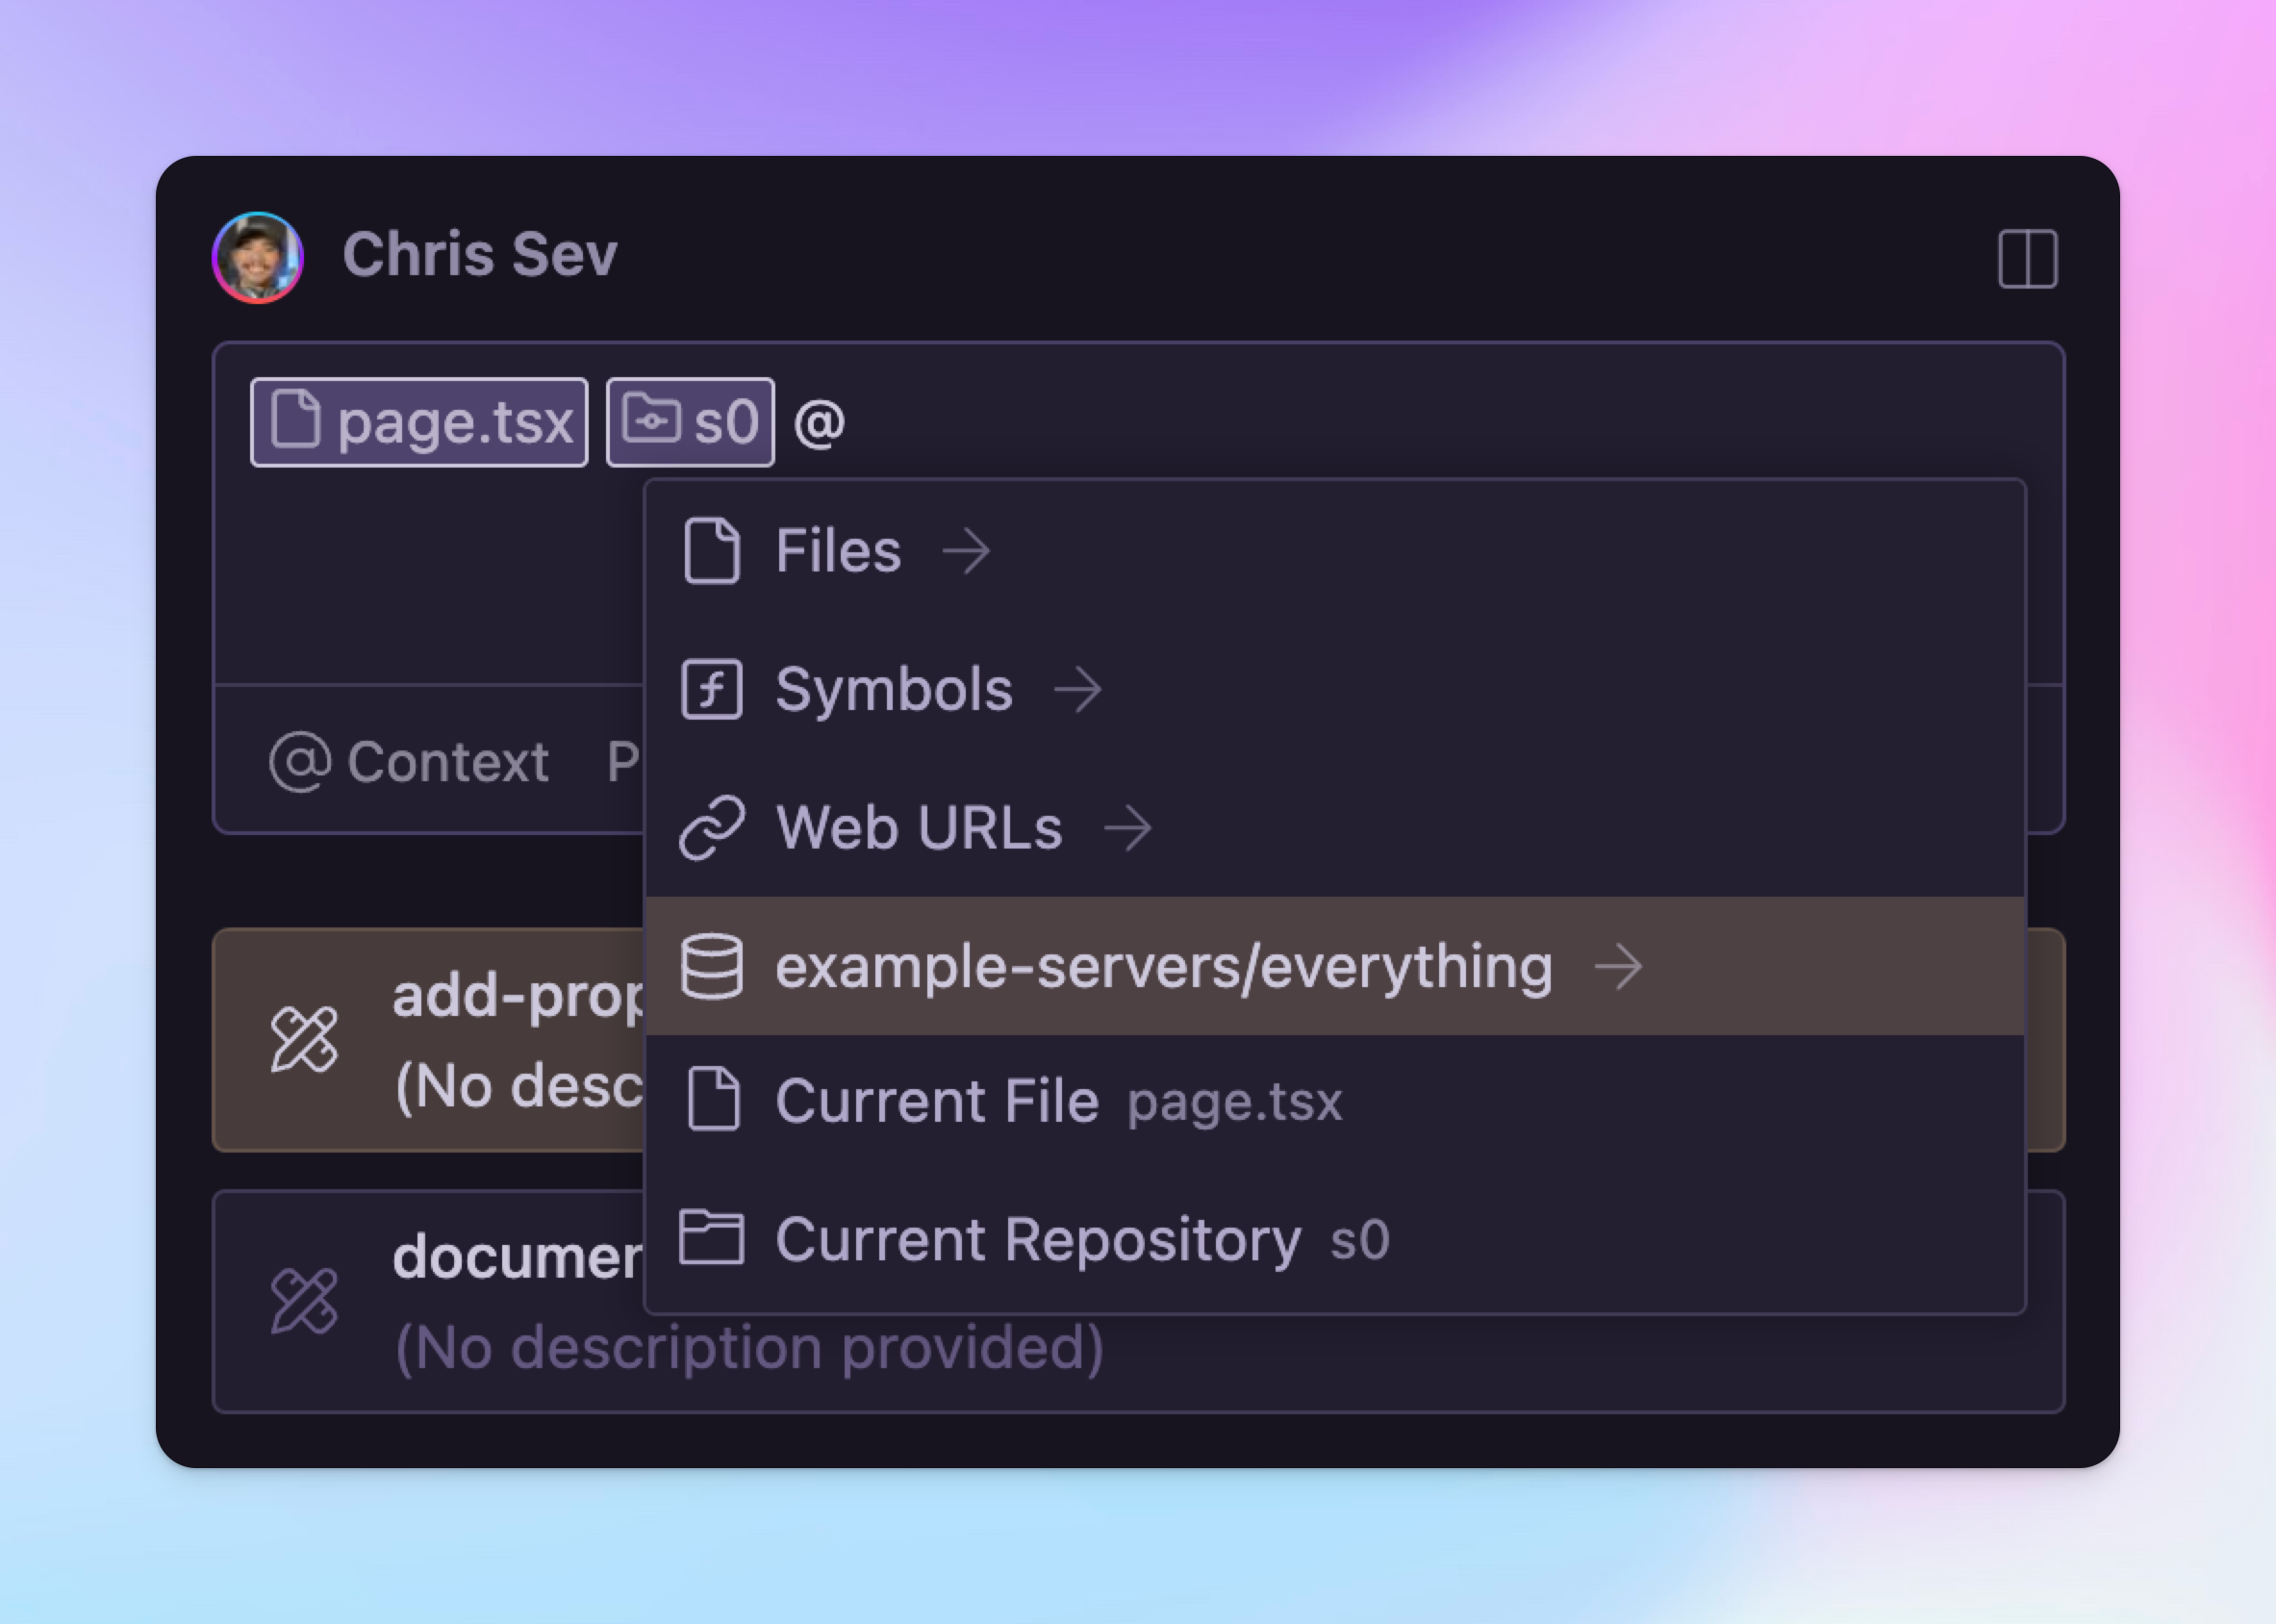 Chris Sev
page.tsx s0 @
Files
Symbols
@ Context P
Web URLs
example-servers/everything
add-prop
(No desc
Current File page.tsx
Current Repository s0
documen
(No description provided)